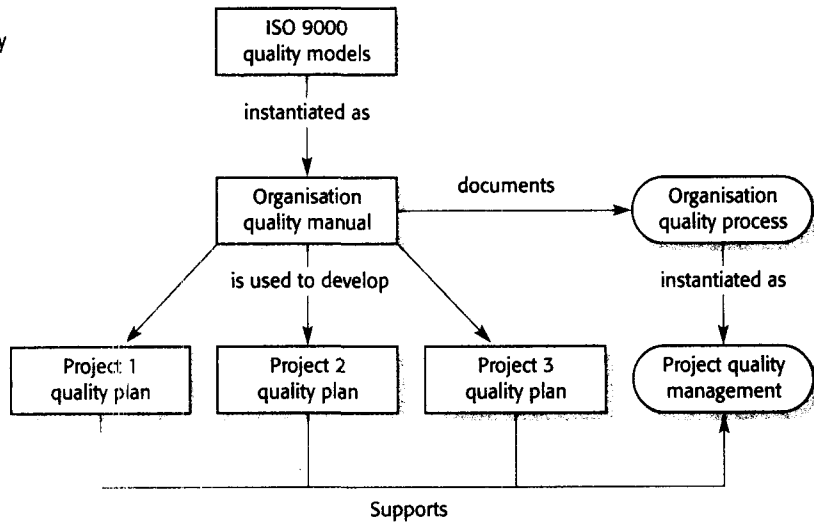 y
ISO 9000
quality models
instantiated as
Organisation
quality manual
documents
Organisation
quality process
is used to develop
instantiated as
Project 1
quality plan
Project 2
quality plan
Project 3
quality plan
Project quality
management
Supports